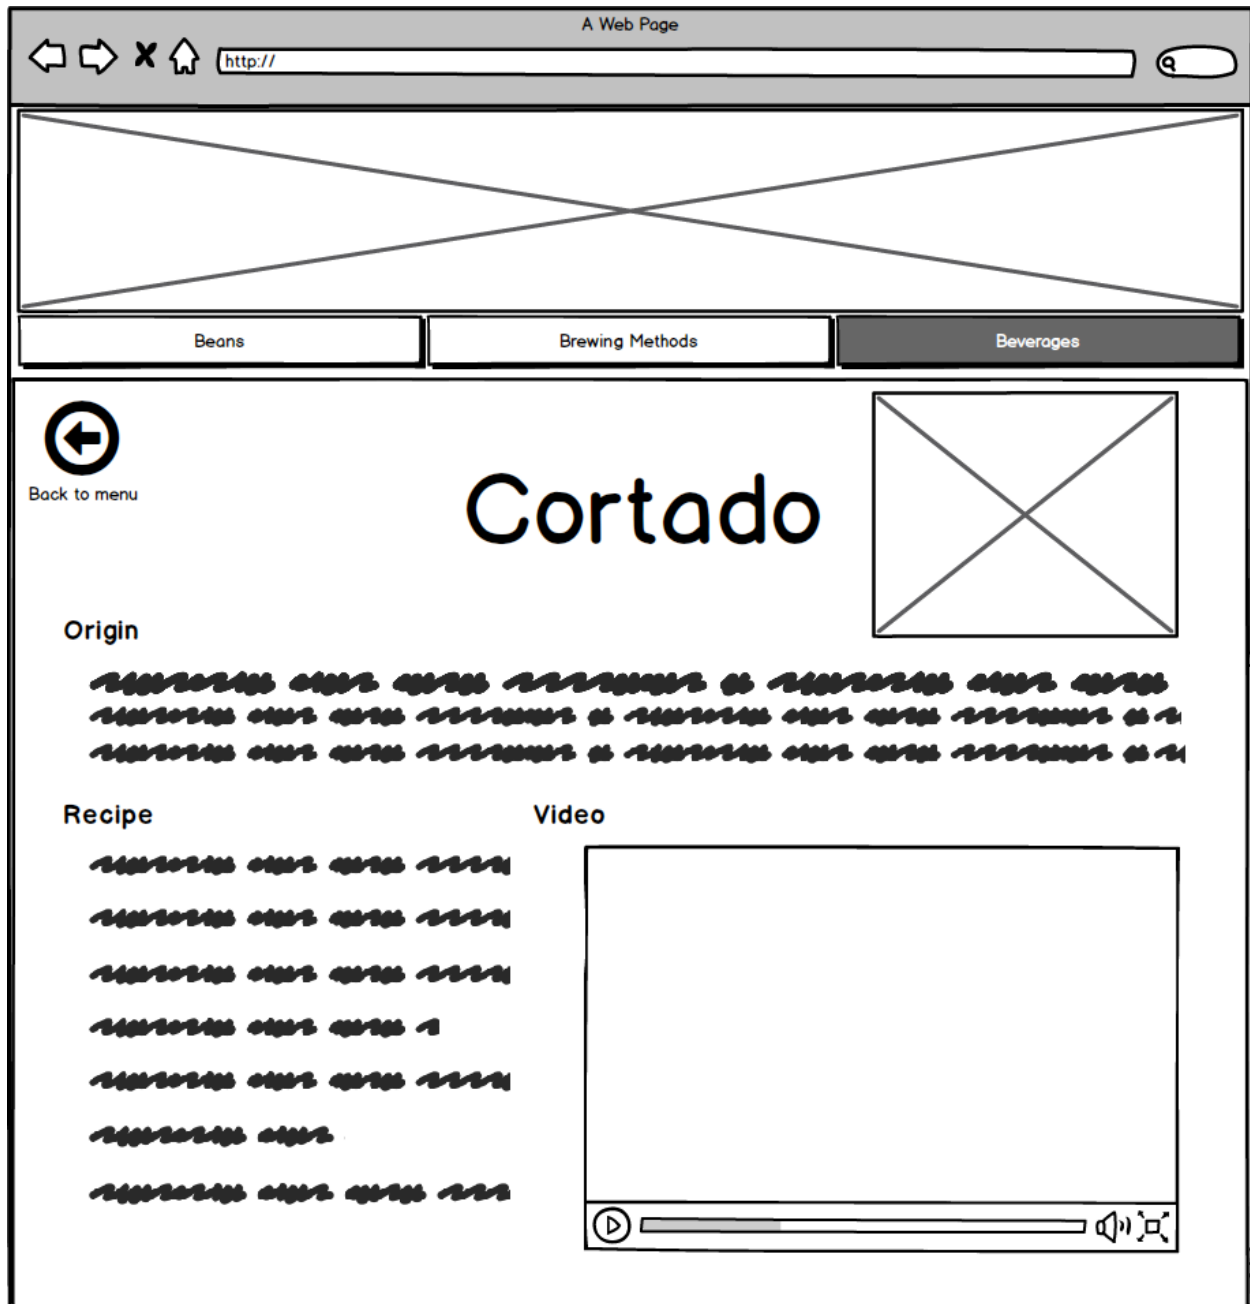 A Web Page
http://
Beans
Brewing Methods
Beverages
Back to menu
Cortado
Origin
Recipe
Video